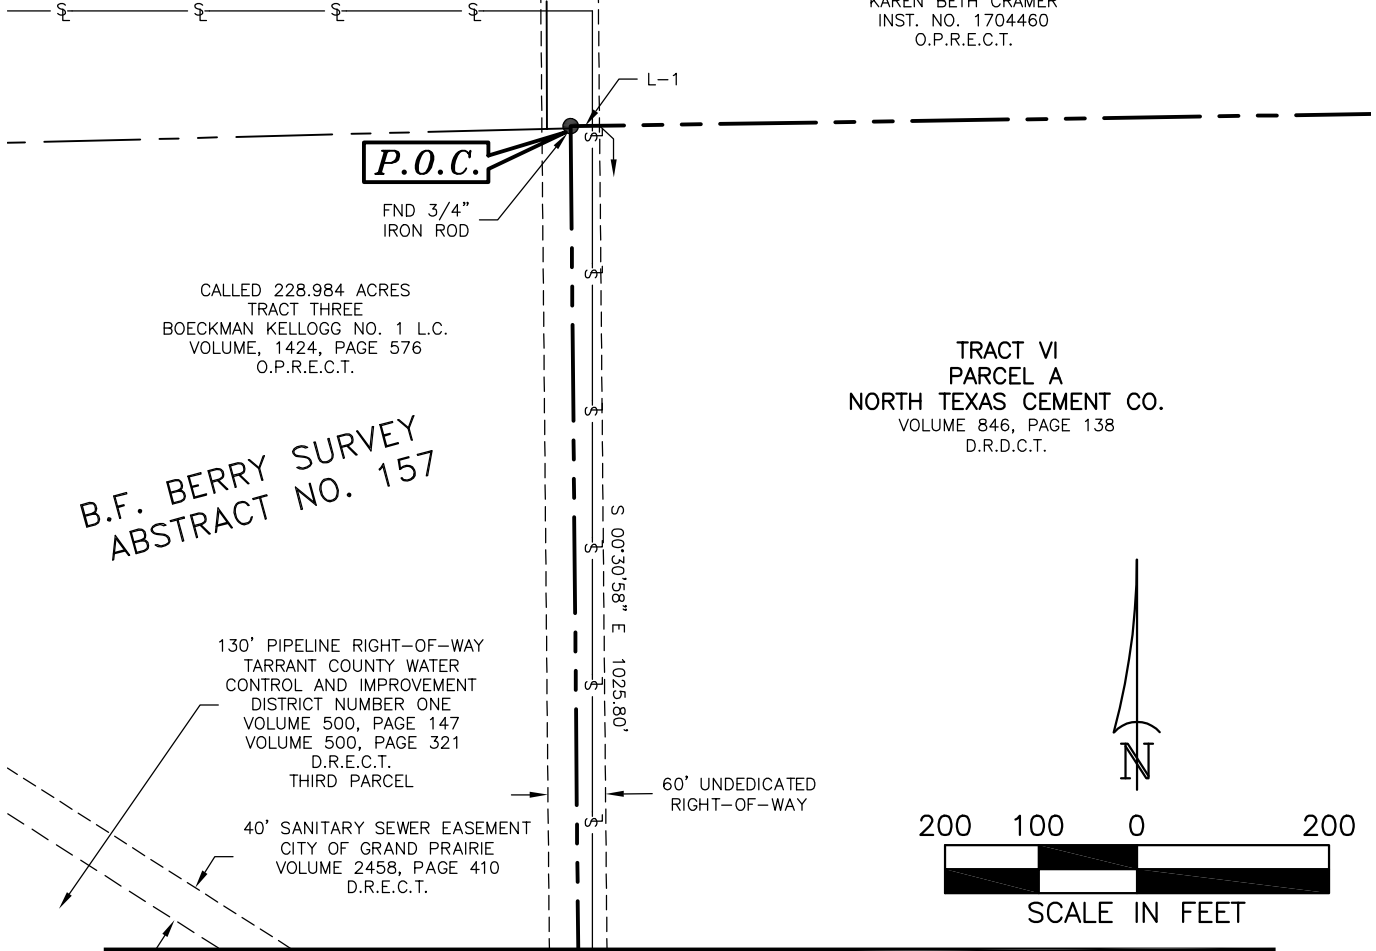 KAREN BETH CRAMER
INST. NO. 1704460
O.P.R.E.C.T.
L-1
P.O.C.
FND 3/4"
IRON ROD
CALLED 228.984 ACRES
TRACT THREE
BOECKMAN KELLOGG NO. 1 L.C.
VOLUME, 1424, PAGE 576
O.P.R.E.C.T.
TRACT VI
PARCEL A
NORTH TEXAS CEMENT CO.
VOLUME 846, PAGE 138
D.R.D.C.T.
B.F. BERRY SURVEY
ABSTRACT NO. 157
S 00°30'58" E 1025.80'
130' PIPELINE RIGHT-OF-WAY
TARRANT COUNTY WATER
CONTROL AND IMPROVEMENT
DISTRICT NUMBER ONE
VOLUME 500, PAGE 147
VOLUME 500, PAGE 321
D.R.E.C.T.
THIRD PARCEL
60' UNDEDICATED
RIGHT-OF-WAY
40' SANITARY SEWER EASEMENT
CITY OF GRAND PRAIRIE
VOLUME 2458, PAGE 410
D.R.E.C.T.
N
200 100 0 200
SCALE IN FEET